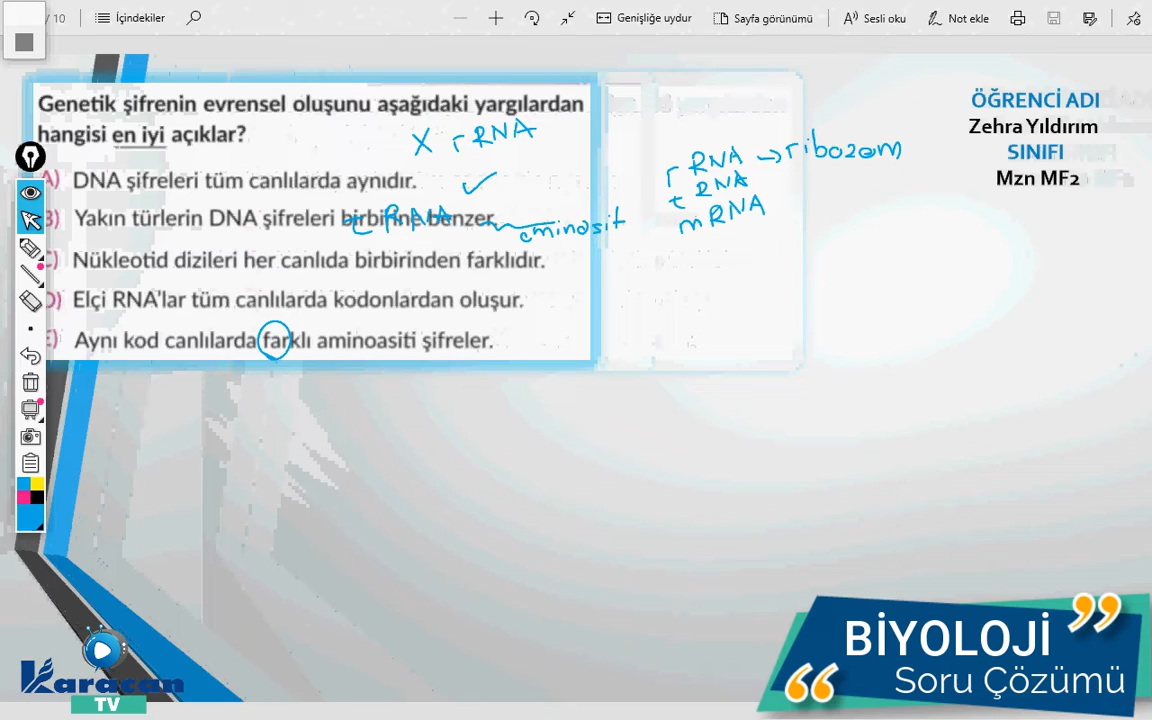 / 10
İçindekiler
Genişliğe uydur
Sayfa görünümü
Sesli oku
Not ekle
Genetik şifrenin evrensel oluşunu aşağıdaki yargılardan
hangisi en iyi açıklar?
X rRNA
A) DNA şifreleri tüm canlılarda aynıdır.
B) Yakın türlerin DNA şifreleri birbirine benzer.
tRNA
aminoasit
C) Nükleotid dizileri her canlıda birbirinden farklıdır.
D) Elçi RNA'lar tüm canlılarda kodonlardan oluşur.
E) Aynı kod canlılarda farklı aminoasiti şifreler.
rRNA → ribozom
tRNA
mRNA
ÖĞRENCİ ADI
Zehra Yıldırım
SINIFI
Mzn MF2
Karacan
TV
BİYOLOJİ
Soru Çözümü